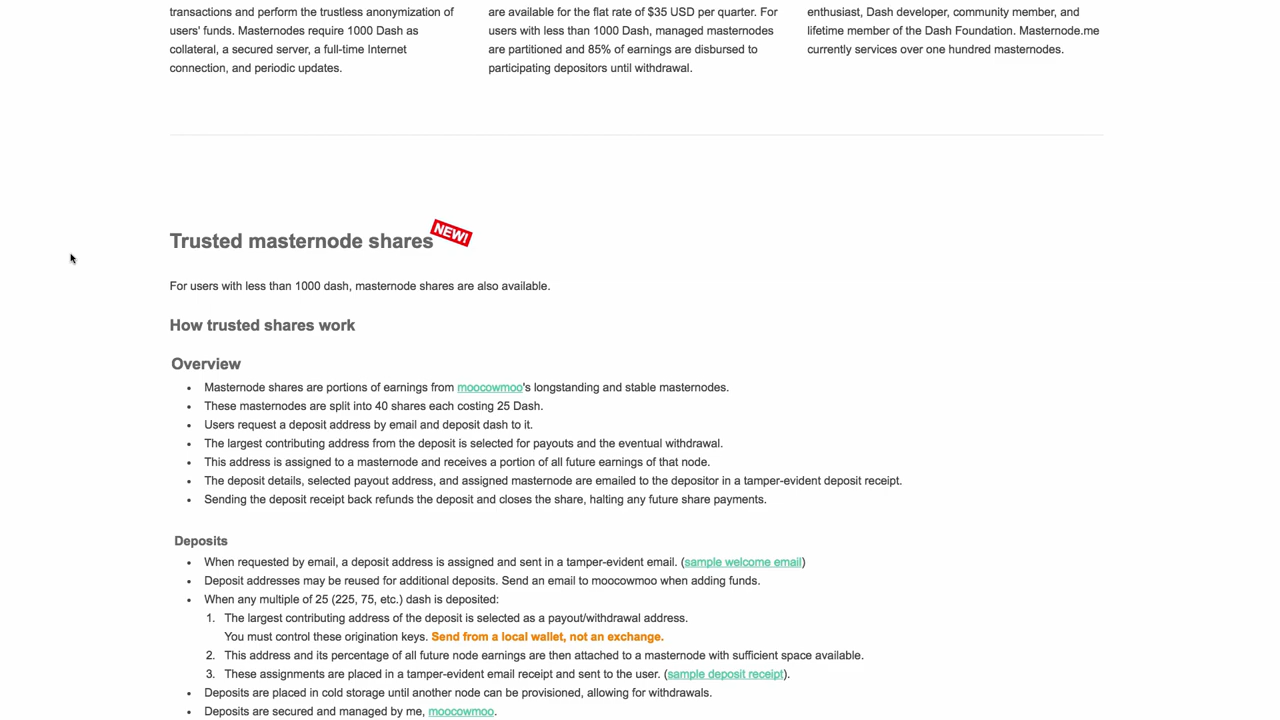 transactions and perform the trustless anonymization of
users' funds. Masternodes require 1000 Dash as
collateral, a secured server, a full-time Internet
connection, and periodic updates.
are available for the flat rate of $35 USD per quarter. For
users with less than 1000 Dash, managed masternodes
are partitioned and 85% of earnings are disbursed to
participating depositors until withdrawal.
enthusiast, Dash developer, community member, and
lifetime member of the Dash Foundation. Masternode.me
currently services over one hundred masternodes.
Trusted masternode shares NEW!
For users with less than 1000 dash, masternode shares are also available.
How trusted shares work
Overview
• Masternode shares are portions of earnings from moocowmoo's longstanding and stable masternodes.
• These masternodes are split into 40 shares each costing 25 Dash.
• Users request a deposit address by email and deposit dash to it.
• The largest contributing address from the deposit is selected for payouts and the eventual withdrawal.
• This address is assigned to a masternode and receives a portion of all future earnings of that node.
• The deposit details, selected payout address, and assigned masternode are emailed to the depositor in a tamper-evident deposit receipt.
• Sending the deposit receipt back refunds the deposit and closes the share, halting any future share payments.
Deposits
• When requested by email, a deposit address is assigned and sent in a tamper-evident email. (sample welcome email)
• Deposit addresses may be reused for additional deposits. Send an email to moocowmoo when adding funds.
• When any multiple of 25 (225, 75, etc.) dash is deposited:
1. The largest contributing address of the deposit is selected as a payout/withdrawal address.
You must control these origination keys. Send from a local wallet, not an exchange.
2. This address and its percentage of all future node earnings are then attached to a masternode with sufficient space available.
3. These assignments are placed in a tamper-evident email receipt and sent to the user. (sample deposit receipt).
• Deposits are placed in cold storage until another node can be provisioned, allowing for withdrawals.
• Deposits are secured and managed by me, moocowmoo.